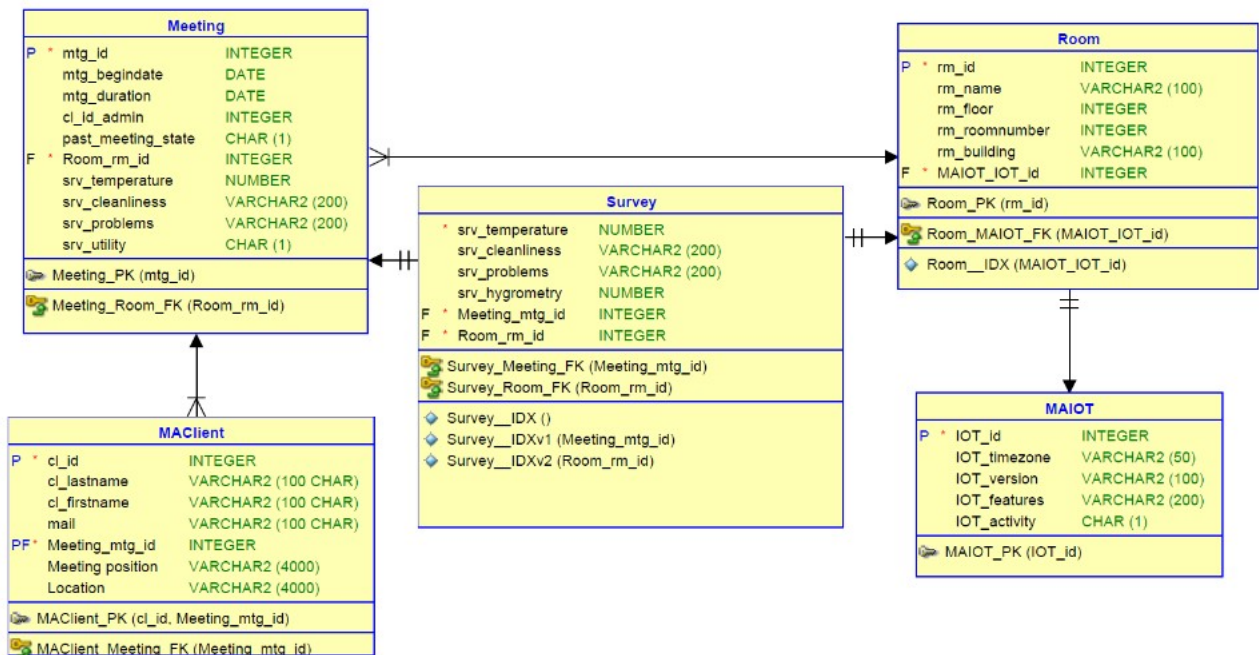 Meeting
P * mtg_id INTEGER
mtg_begindate DATE
mtg_duration DATE
cl_id_admin INTEGER
past_meeting_state CHAR (1)
F * Room_rm_id INTEGER
srv_temperature NUMBER
srv_cleanliness VARCHAR2 (200)
srv_problems VARCHAR2 (200)
srv_utility CHAR (1)
Meeting_PK (mtg_id)
Meeting_Room_FK (Room_rm_id)
Room
P * rm_id INTEGER
rm_name VARCHAR2 (100)
rm_floor INTEGER
rm_roomnumber INTEGER
rm_building VARCHAR2 (100)
F * MAIOT_IOT_id INTEGER
Room_PK (rm_id)
Room_MAIOT_FK (MAIOT_IOT_id)
Room__IDX (MAIOT_IOT_id)
Survey
* srv_temperature NUMBER
srv_cleanliness VARCHAR2 (200)
srv_problems VARCHAR2 (200)
srv_hygrometry NUMBER
F * Meeting_mtg_id INTEGER
F * Room_rm_id INTEGER
Survey_Meeting_FK (Meeting_mtg_id)
Survey_Room_FK (Room_rm_id)
Survey__IDX ()
Survey__IDXv1 (Meeting_mtg_id)
Survey__IDXv2 (Room_rm_id)
MAClient
P * cl_id INTEGER
cl_lastname VARCHAR2 (100 CHAR)
cl_firstname VARCHAR2 (100 CHAR)
mail VARCHAR2 (100 CHAR)
PF* Meeting_mtg_id INTEGER
Meeting position VARCHAR2 (4000)
Location VARCHAR2 (4000)
MAClient_PK (cl_id, Meeting_mtg_id)
MAClient_Meeting_FK (Meeting_mtg_id)
MAIOT
P * IOT_id INTEGER
IOT_timezone VARCHAR2 (50)
IOT_version VARCHAR2 (100)
IOT_features VARCHAR2 (200)
IOT_activity CHAR (1)
MAIOT_PK (IOT_id)